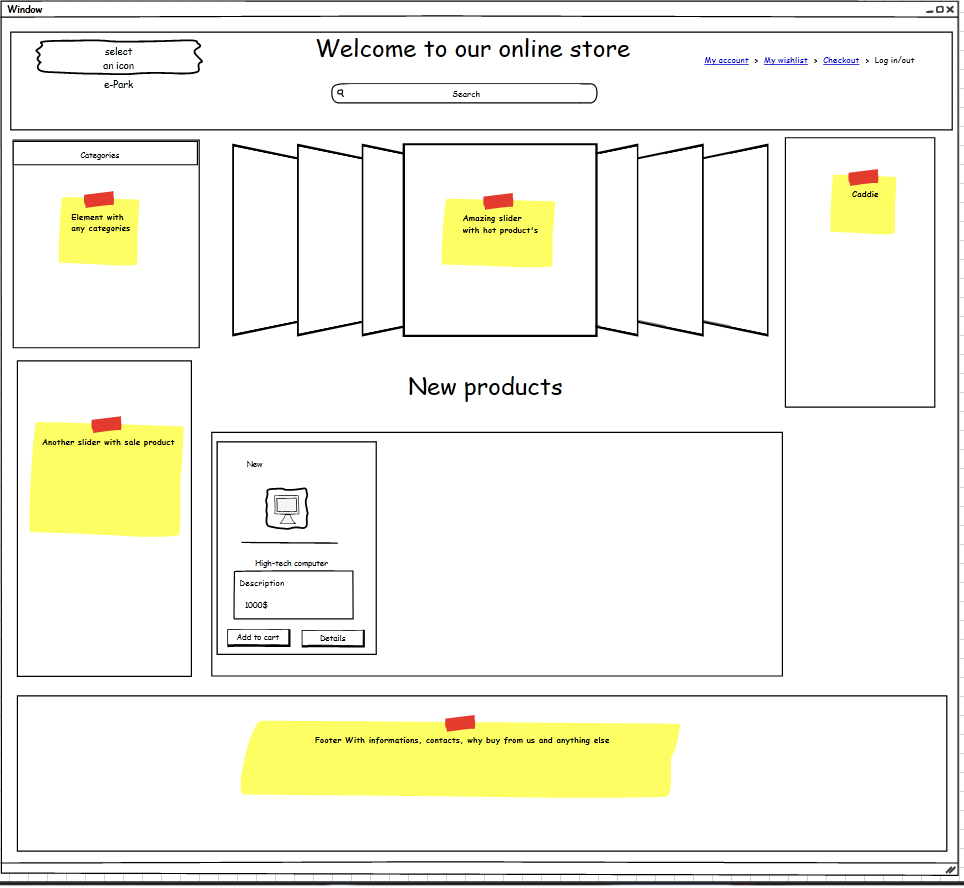 Window
select
an icon
e-Park
Welcome to our online store
Search
My account > My wishlist > Checkout > Log in/out
Categories
Element with
any categories
Amazing slider
with hot product's
Caddie
New products
Another slider with sale product
New
High-tech computer
Description
1000$
Add to cart
Details
Footer With informations, contacts, why buy from us and anything else